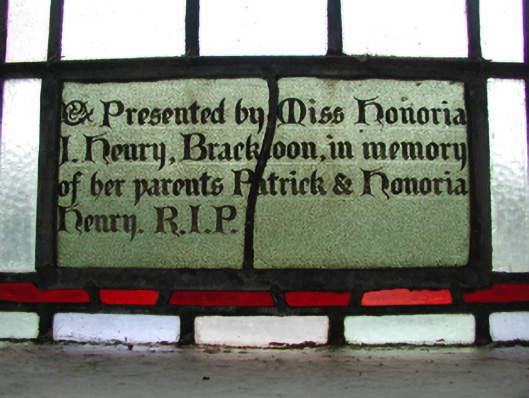 Presented by Miss Honoria
J. Henry, Brackloon, in memory
of her parents Patrick & Honoria
Henry. R.I.P.